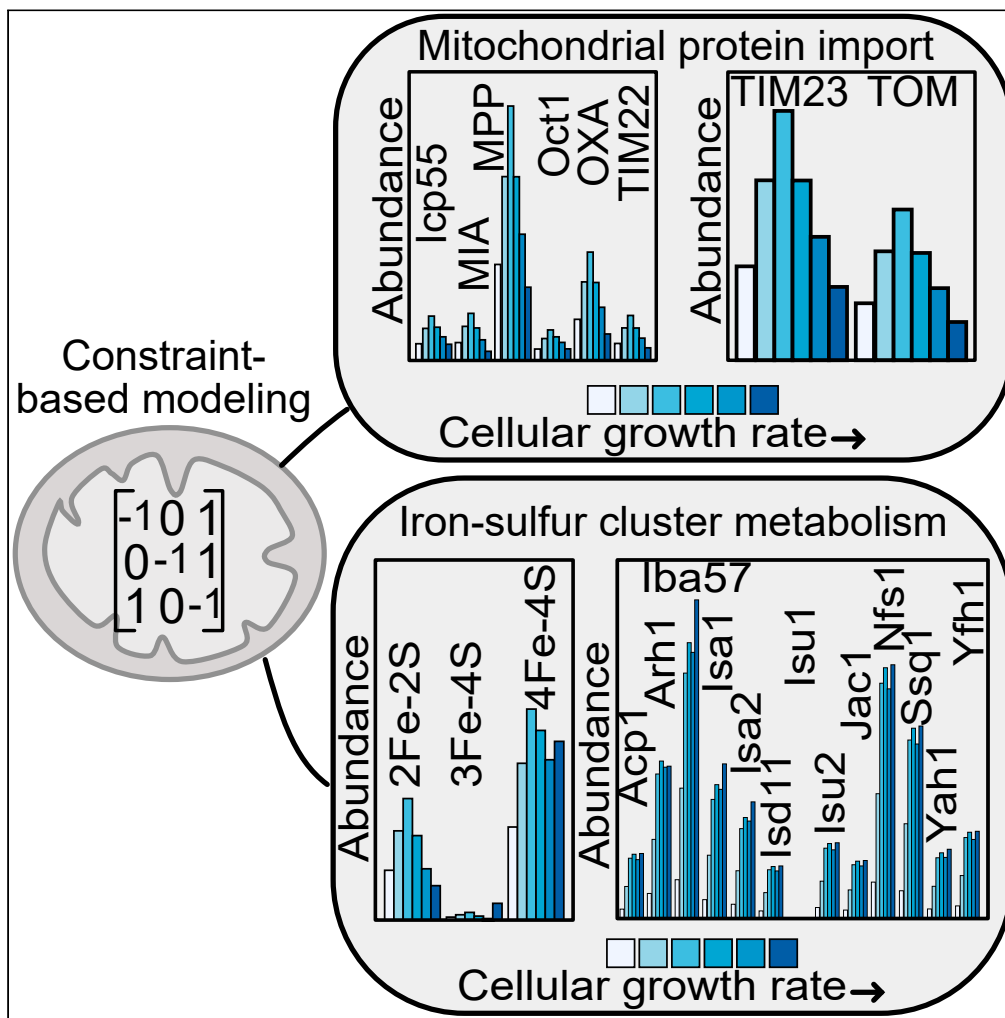 Mitochondrial protein import
Abundance
Icp55
MIA
MPP
Oct1
OXA
TIM22
Abundance
TIM23
TOM
Cellular growth rate→
Constraint-
based modeling
-1 0 1
0 -1 1
1 0 -1
Iron-sulfur cluster metabolism
Abundance
2Fe-2S
3Fe-4S
4Fe-4S
Abundance
Acp1
Arh1
Iba57
Isa1
Isa2
Isd11
Isu1
Isu2
Jac1
Nfs1
Ssq1
Yah1
Yfh1
Cellular growth rate→